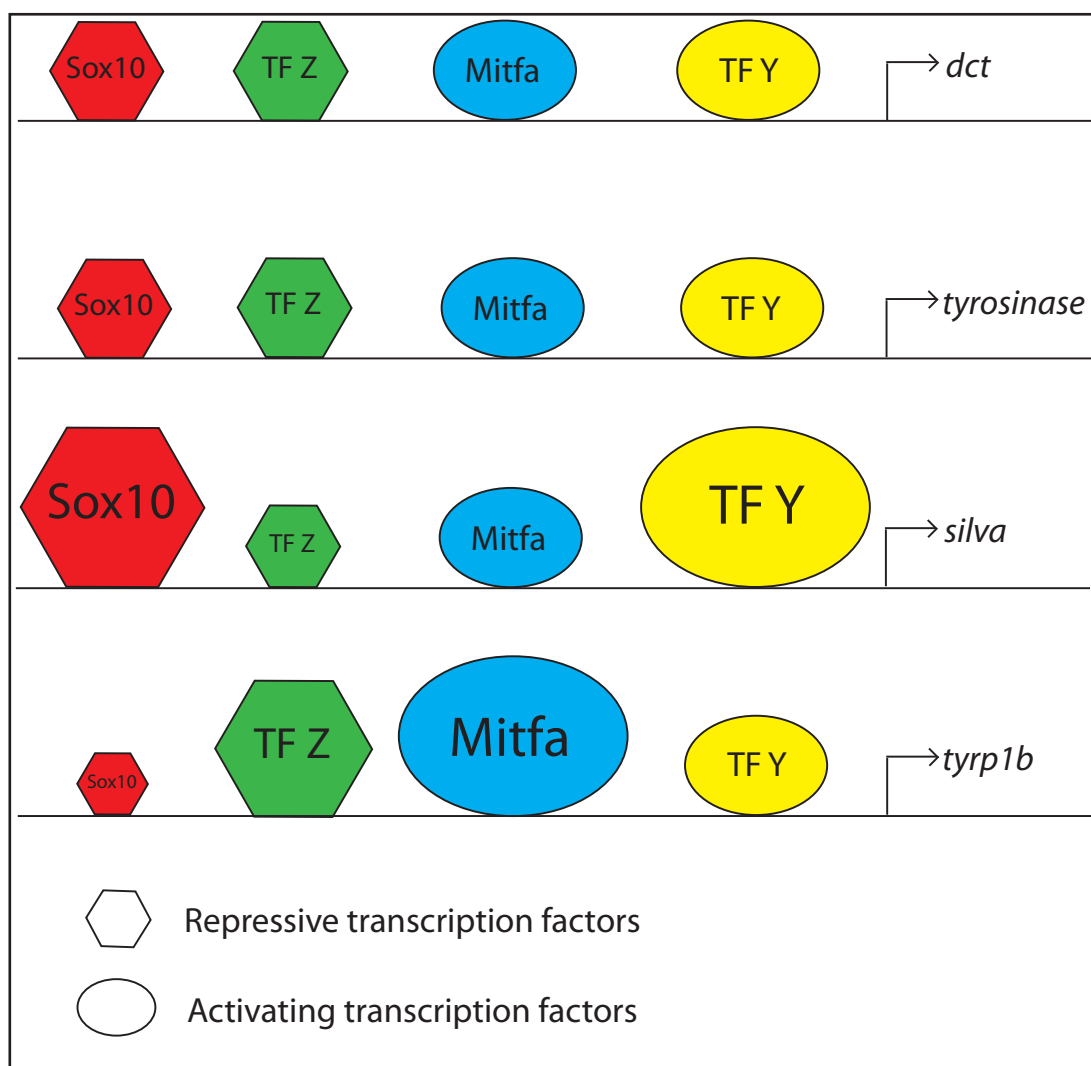 Sox10 TF Z Mitfa TF Y dct
Sox10 TF Z Mitfa TF Y tyrosinase
Sox10 TF Z Mitfa TF Y silva
Sox10 TF Z Mitfa TF Y tyrp1b
Repressive transcription factors
Activating transcription factors